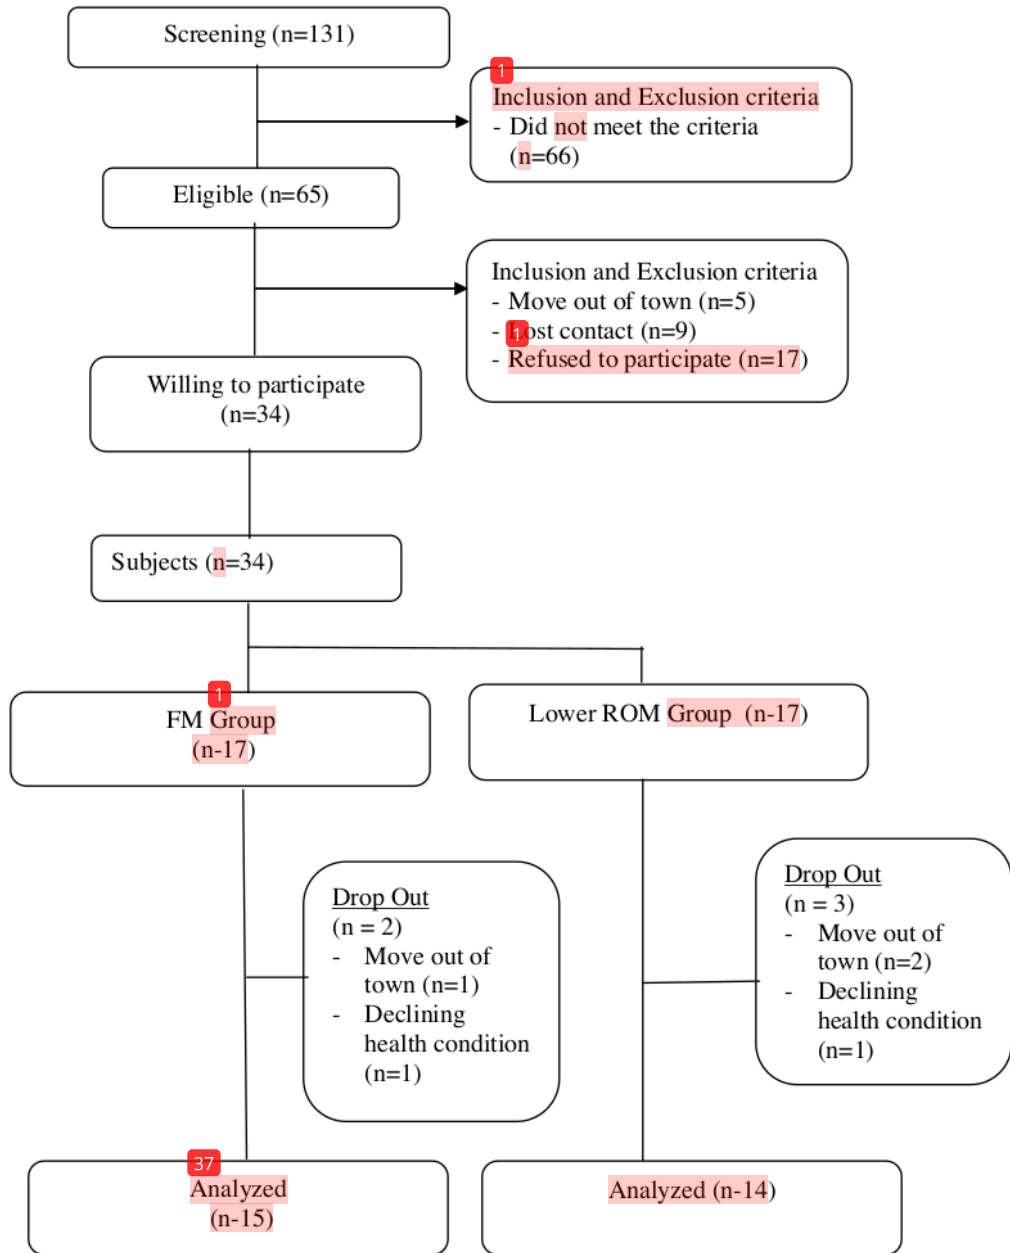 Screening (n=131)
1
Inclusion and Exclusion criteria
- Did not meet the criteria
(n=66)
Eligible (n=65)
Inclusion and Exclusion criteria
- Move out of town (n=5)
- Lost contact (n=9)
1
- Refused to participate (n=17)
Willing to participate
(n=34)
Subjects (n=34)
1
FM Group
(n-17)
Lower ROM Group (n-17)
Drop Out
(n = 2)
- Move out of
town (n=1)
- Declining
health condition
(n=1)
Drop Out
(n = 3)
- Move out of
town (n=2)
- Declining
health condition
(n=1)
37
Analyzed
(n-15)
Analyzed (n-14)